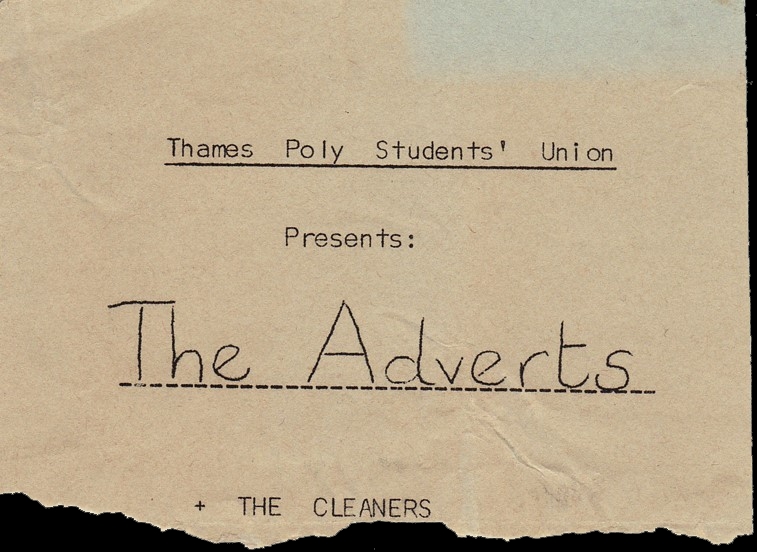 Thames Poly Students' Union
Presents:
The Adverts
+ THE CLEANERS